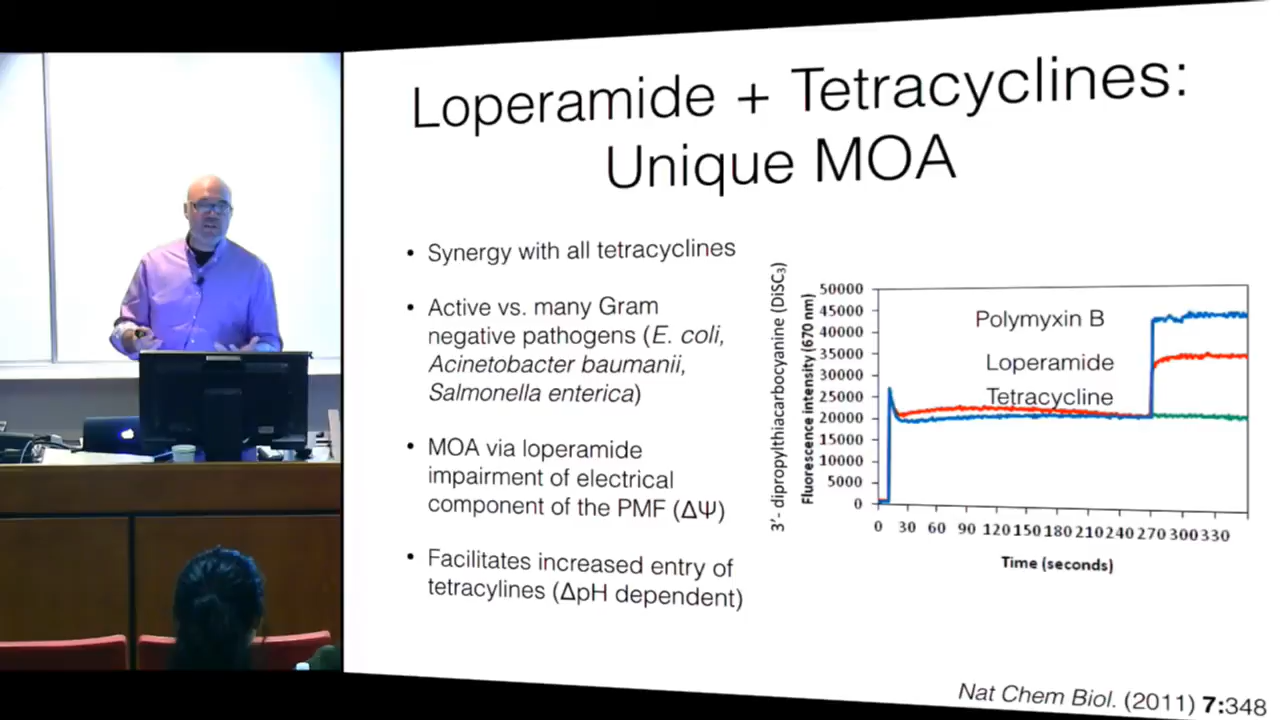 Loperamide + Tetracyclines:
Unique MOA
• Synergy with all tetracyclines
• Active vs. many Gram
negative pathogens (E. coli,
Acinetobacter baumanii,
Salmonella enterica)
• MOA via loperamide
impairment of electrical
component of the PMF (ΔΨ)
• Facilitates increased entry of
tetracylines (ΔpH dependent)
3'- dipropylthiacarbocyanine (DiSC₃)
Fluorescence intensity (670 nm)
50000
45000
40000
35000
30000
25000
20000
15000
10000
5000
0
Polymyxin B
Loperamide
Tetracycline
0 30 60 90 120 150 180 210 240 270 300 330
Time (seconds)
Nat Chem Biol. (2011) 7:348